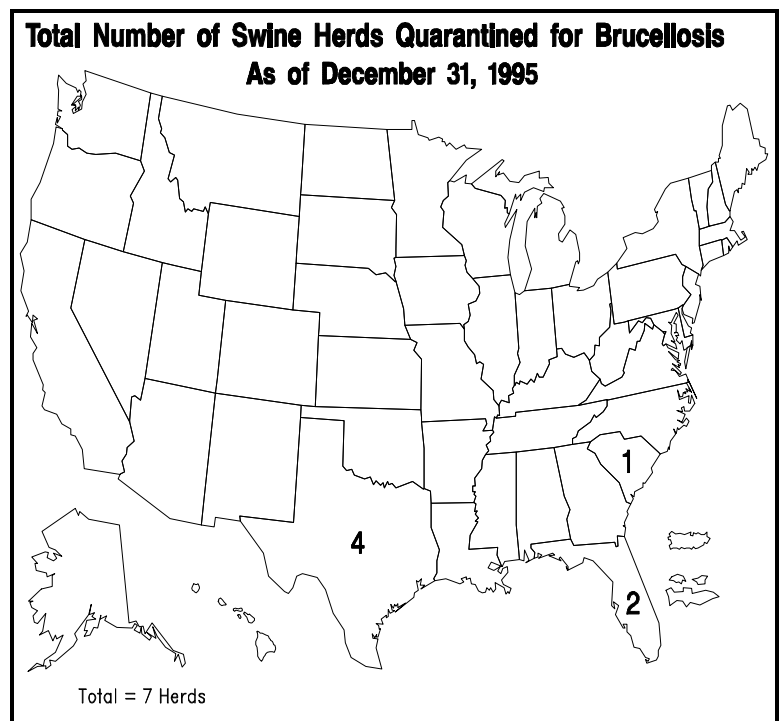 Total Number of Swine Herds Quarantined for Brucellosis
As of December 31, 1995
1
4
2
Total = 7 Herds